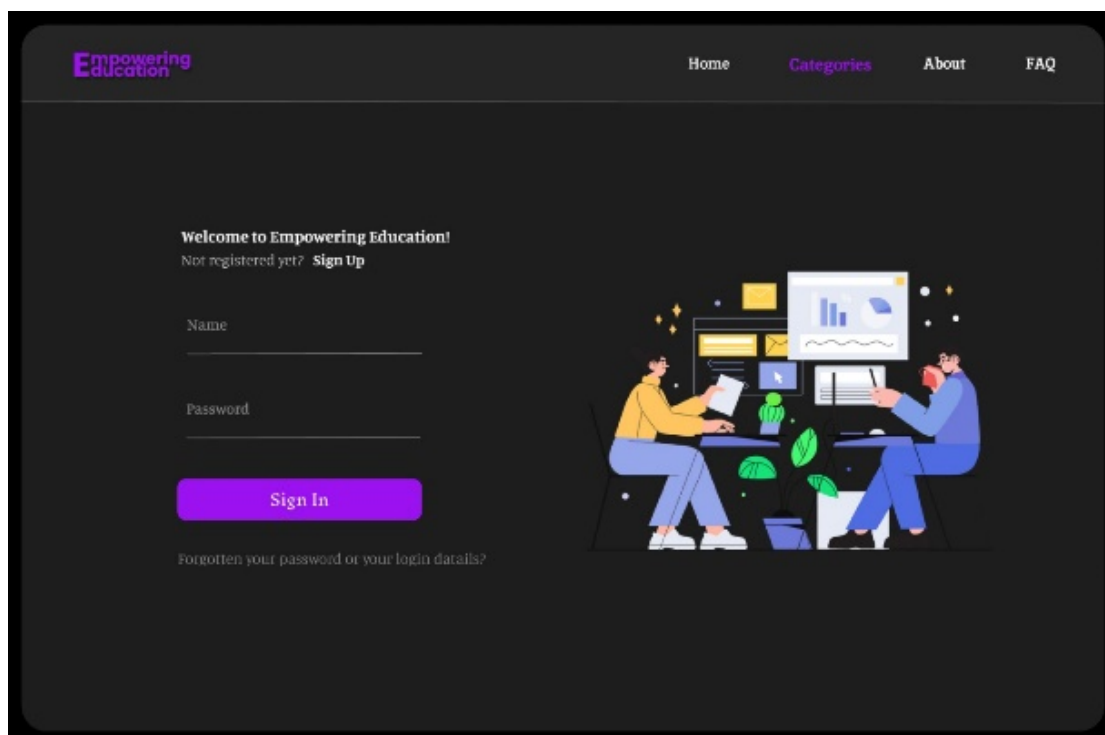 Empowering
Education
Home Categories About FAQ
Welcome to Empowering Education!
Not registered yet? Sign Up
Name
Password
Sign In
Forgotten your password or your login datails?